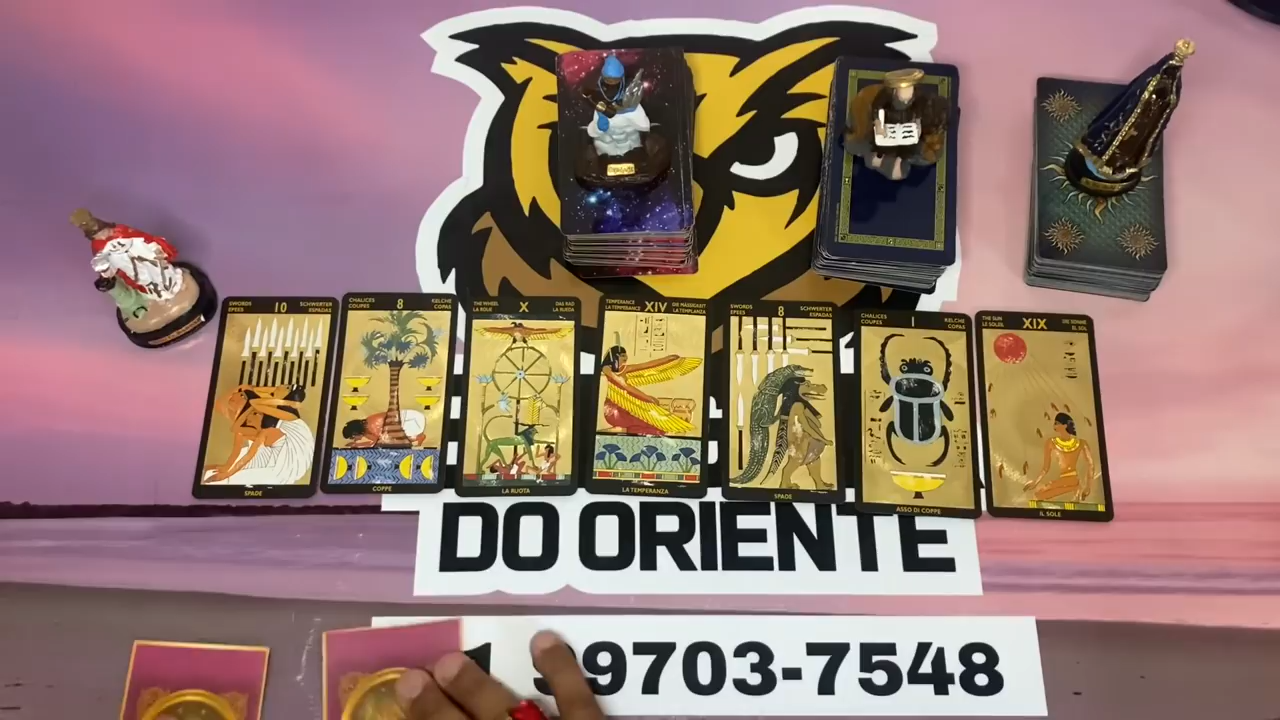 SWORDS 10 SCHWERTER
EPEES ESPADAS
SPADE
CHALICES 8 KELCHE
COUPES COPAS
COPPE
THE WHEEL X DAS RAD
LA ROUE LA RUEDA
LA RUOTA
TEMPERANCE XIV DIE MÄSSIGKEIT
LA TEMPERANCE LA TEMPLANZA
LA TEMPERANZA
SWORDS 8 SCHWERTER
EPEES ESPADAS
SPADE
CHALICES 1 KELCHE
COUPES COPAS
ASSO DI COPPE
THE SUN XIX DIE SONNE
LE SOLEIL EL SOL
IL SOLE
DO ORIENTE
99703-7548